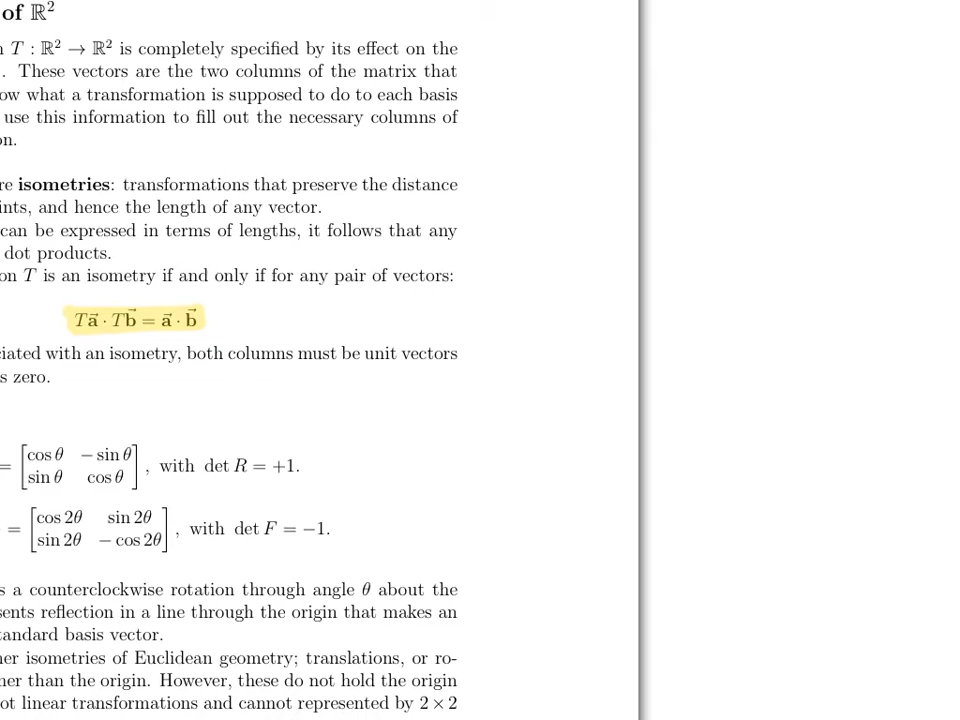 of ℝ²
T : ℝ² → ℝ² is completely specified by its effect on the
. These vectors are the two columns of the matrix that
ow what a transformation is supposed to do to each basis
use this information to fill out the necessary columns of
on.
re isometries: transformations that preserve the distance
ints, and hence the length of any vector.
can be expressed in terms of lengths, it follows that any
dot products.
on T is an isometry if and only if for any pair of vectors:
Ta⃗ · Tb⃗ = a⃗ · b⃗
ciated with an isometry, both columns must be unit vectors
s zero.
= [cos θ − sin θ
sin θ cos θ] , with det R = +1.
= [cos 2θ sin 2θ
sin 2θ − cos 2θ] , with det F = −1.
s a counterclockwise rotation through angle θ about the
sents reflection in a line through the origin that makes an
tandard basis vector.
her isometries of Euclidean geometry; translations, or ro-
her than the origin. However, these do not hold the origin
ot linear transformations and cannot represented by 2 × 2